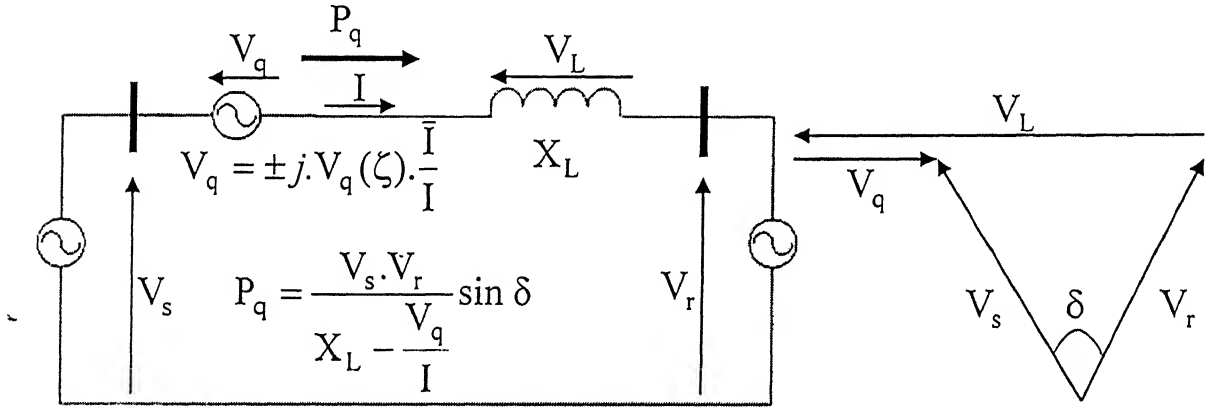 P_q
V_q
I
V_L
V_q = ±j.V_q(ζ).Ī/I
X_L
V_L
V_q
V_s
P_q = V_s.V_r/(X_L − V_q/I) sin δ
V_r
V_s
δ
V_r